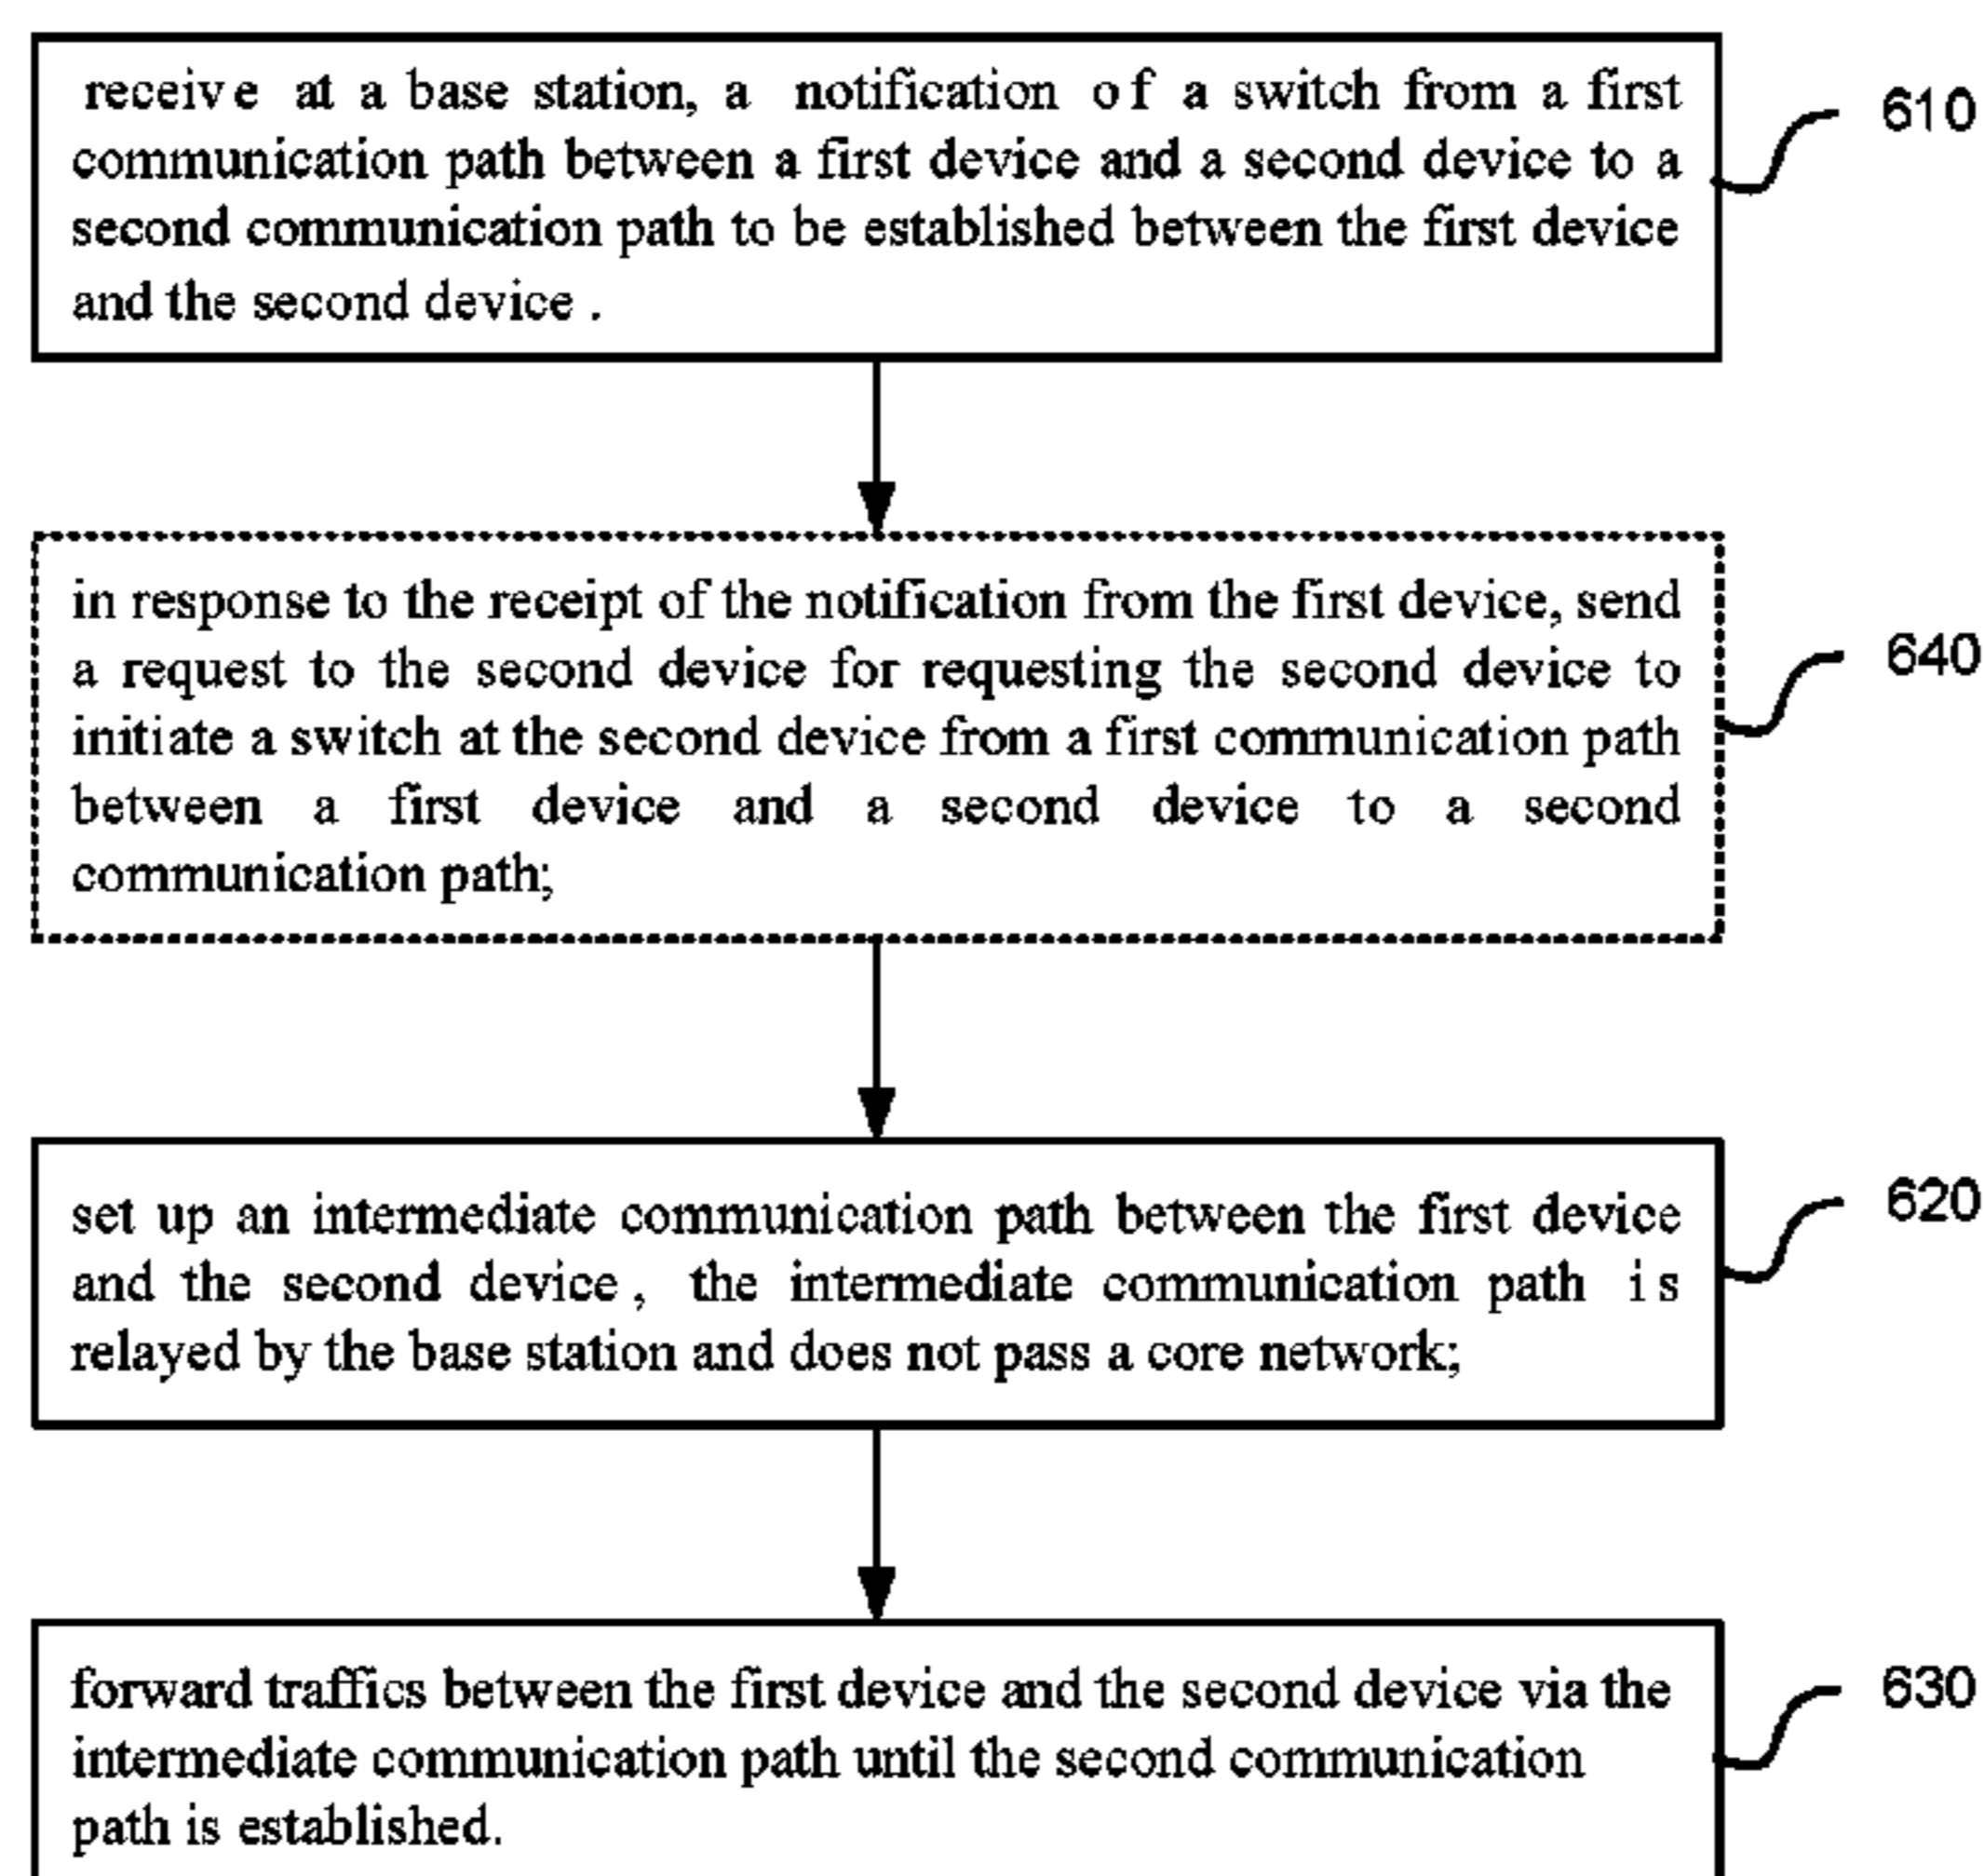 receive at a base station, a notification of a switch from a first
communication path between a first device and a second device to a
second communication path to be established between the first device
and the second device .
610
in response to the receipt of the notification from the first device, send
a request to the second device for requesting the second device to
initiate a switch at the second device from a first communication path
between a first device and a second device to a second
communication path;
640
set up an intermediate communication path between the first device
and the second device , the intermediate communication path is
relayed by the base station and does not pass a core network;
620
forward traffics between the first device and the second device via the
intermediate communication path until the second communication
path is established.
630